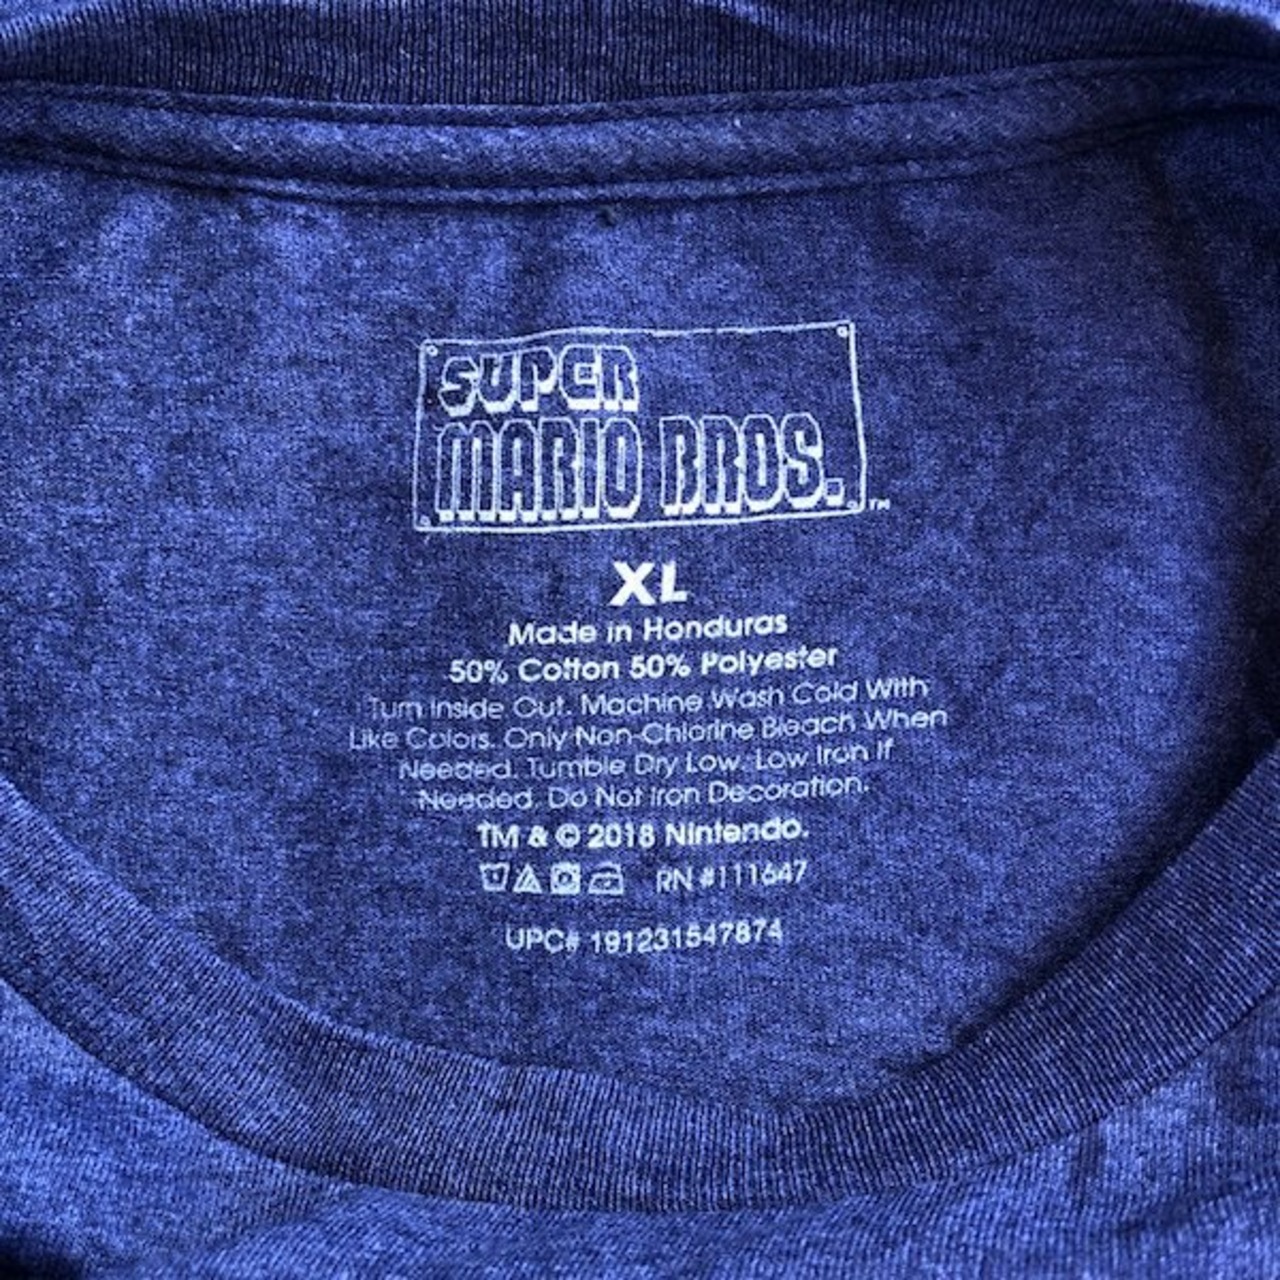 SUPER
MARIO BROS.™
XL
Made in Honduras
50% Cotton 50% Polyester
Turn Inside Out. Machine Wash Cold With
Like Colors. Only Non-Chlorine Bleach When
Needed. Tumble Dry Low. Low Iron If
Needed. Do Not Iron Decoration.
TM & © 2018 Nintendo.
RN #111647
UPC# 191231547874